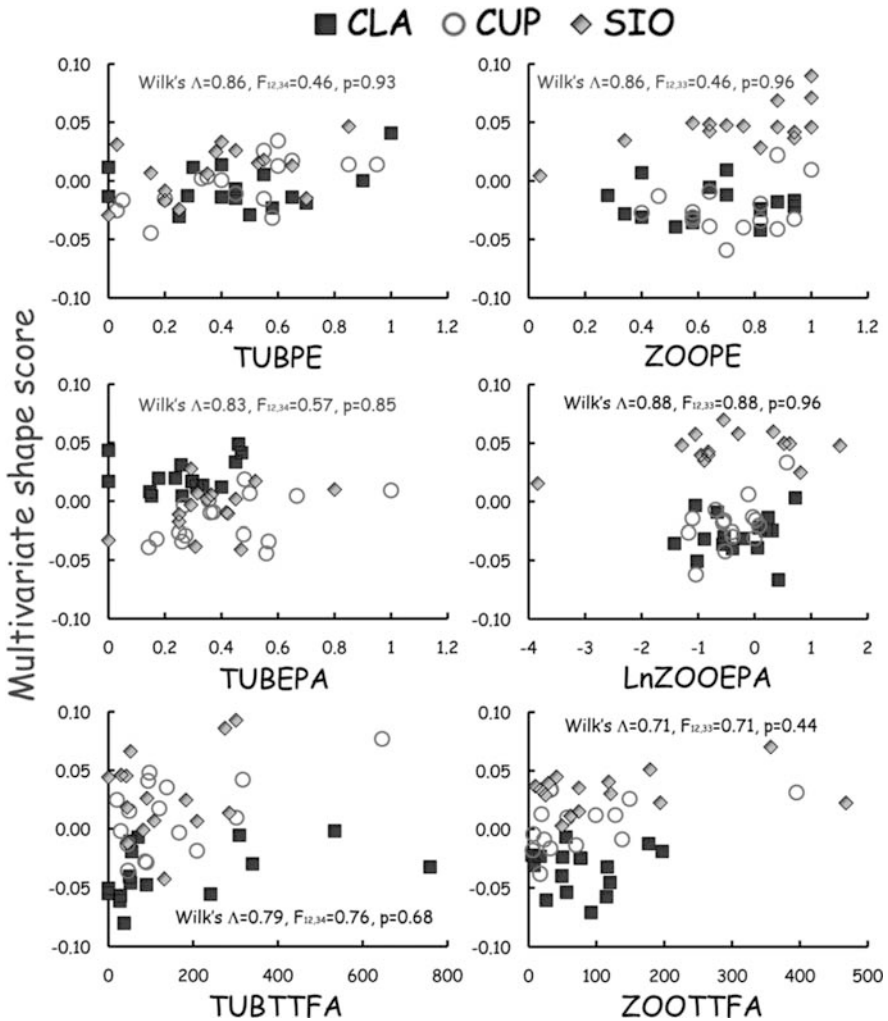 CLA CUP SIO
Multivariate shape score
0.10
0.05
0.00
-0.05
-0.10
Wilk's Λ=0.86, F12,34=0.46, p=0.93
0 0.2 0.4 0.6 0.8 1 1.2
TUBPE
0.10
0.05
0.00
-0.05
-0.10
Wilk's Λ=0.86, F12,33=0.46, p=0.96
0 0.2 0.4 0.6 0.8 1 1.2
ZOOPE
0.10
0.05
0.00
-0.05
-0.10
Wilk's Λ=0.83, F12,34=0.57, p=0.85
0 0.2 0.4 0.6 0.8 1 1.2
TUBEPA
0.10
0.05
0.00
-0.05
-0.10
Wilk's Λ=0.88, F12,33=0.88, p=0.96
-4 -3 -2 -1 0 1 2
LnZOOEPA
0.10
0.05
0.00
-0.05
-0.10
Wilk's Λ=0.79, F12,34=0.76, p=0.68
0 200 400 600 800
TUBTTFA
0.10
0.05
0.00
-0.05
-0.10
Wilk's Λ=0.71, F12,33=0.71, p=0.44
0 100 200 300 400 500
ZOOTTFA